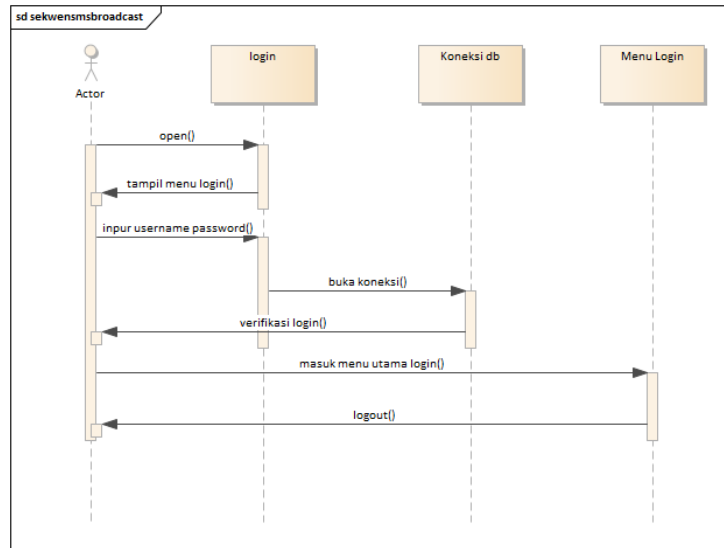 sd sekwensmsbroadcast
Actor
login
Koneksi db
Menu Login
open()
tampil menu login()
inpur username password()
buka koneksi()
verifikasi login()
masuk menu utama login()
logout()